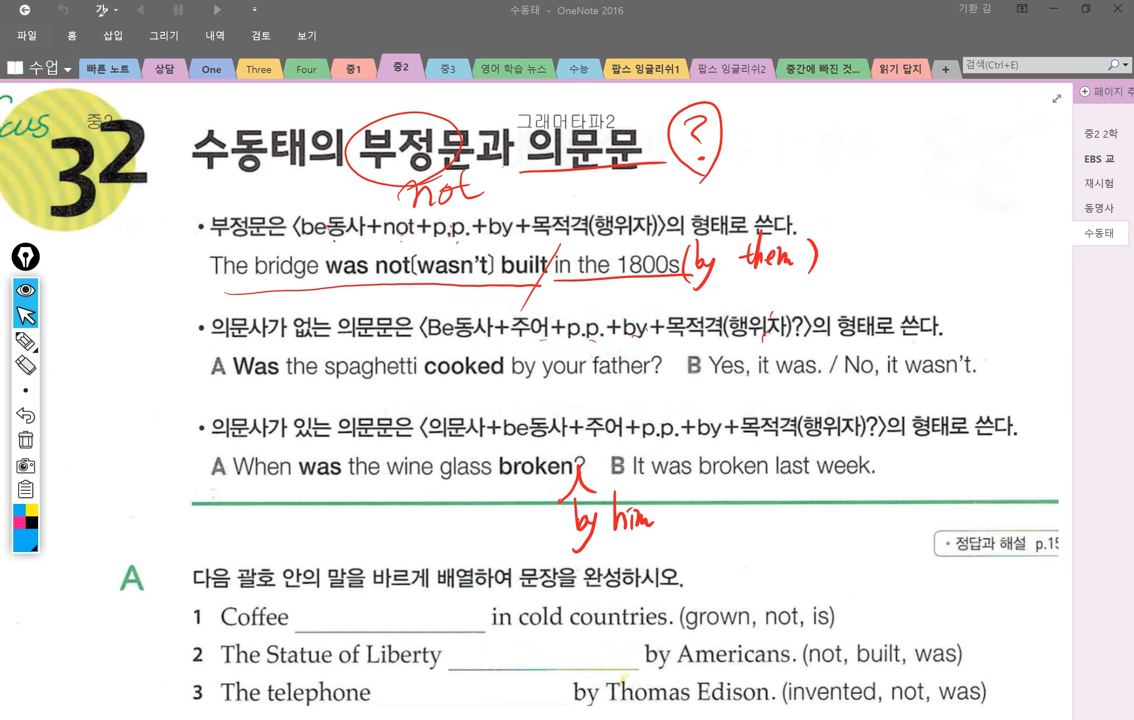 수동태 - OneNote 2016
기환 김
파일 홈 삽입 그리기 내역 검토 보기
수업 빠른 노트 상담 One Three Four 중1 중2 중3 영어 학습 뉴스 수능 팝스 잉글리쉬1 팝스 잉글리쉬2 중간에 빠진 것... 읽기 답지 + 검색(Ctrl+E)
페이지 추
중2 2학
EBS 교
재시험
동명사
수동태
중2
그래머타파2
cus
32
수동태의 부정문과 의문문 ?
not
• 부정문은 〈be동사+not+p.p.+by+목적격(행위자)〉의 형태로 쓴다.
The bridge was not(wasn't) built in the 1800s (by them)
• 의문사가 없는 의문문은 〈Be동사+주어+p.p.+by+목적격(행위자)?〉의 형태로 쓴다.
A Was the spaghetti cooked by your father? B Yes, it was. / No, it wasn't.
• 의문사가 있는 의문문은 〈의문사+be동사+주어+p.p.+by+목적격(행위자)?〉의 형태로 쓴다.
A When was the wine glass broken? B It was broken last week.
by him
• 정답과 해설 p.15
A 다음 괄호 안의 말을 바르게 배열하여 문장을 완성하시오.
1 Coffee in cold countries. (grown, not, is)
2 The Statue of Liberty by Americans. (not, built, was)
3 The telephone by Thomas Edison. (invented, not, was)